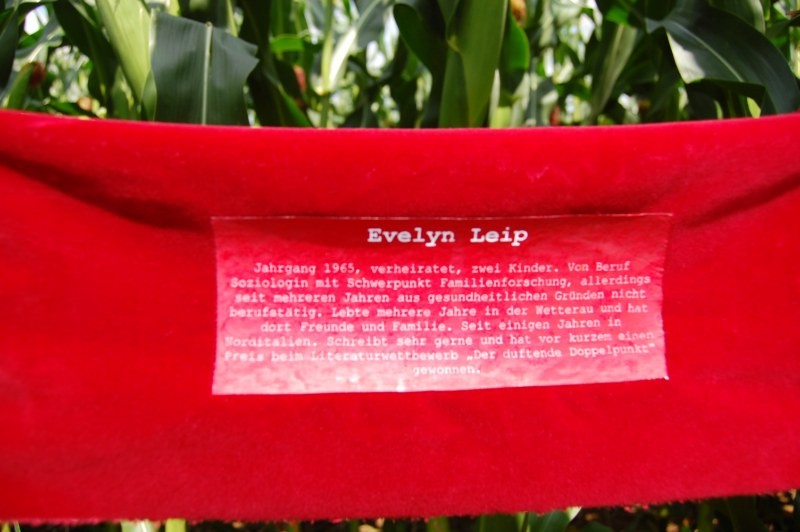 Evelyn Leip
Jahrgang 1965, verheiratet, zwei Kinder. Von Beruf
Soziologin mit Schwerpunkt Familienforschung, allerdings
seit mehreren Jahren aus gesundheitlichen Gründen nicht
berufstätig. Lebte mehrere Jahre in der Wetterau und hat
dort Freunde und Familie. Seit einigen Jahren in
Norditalien. Schreibt sehr gerne und hat vor kurzem einen
Preis beim Literaturwettbewerb „Der duftende Doppelpunkt"
gewonnen.